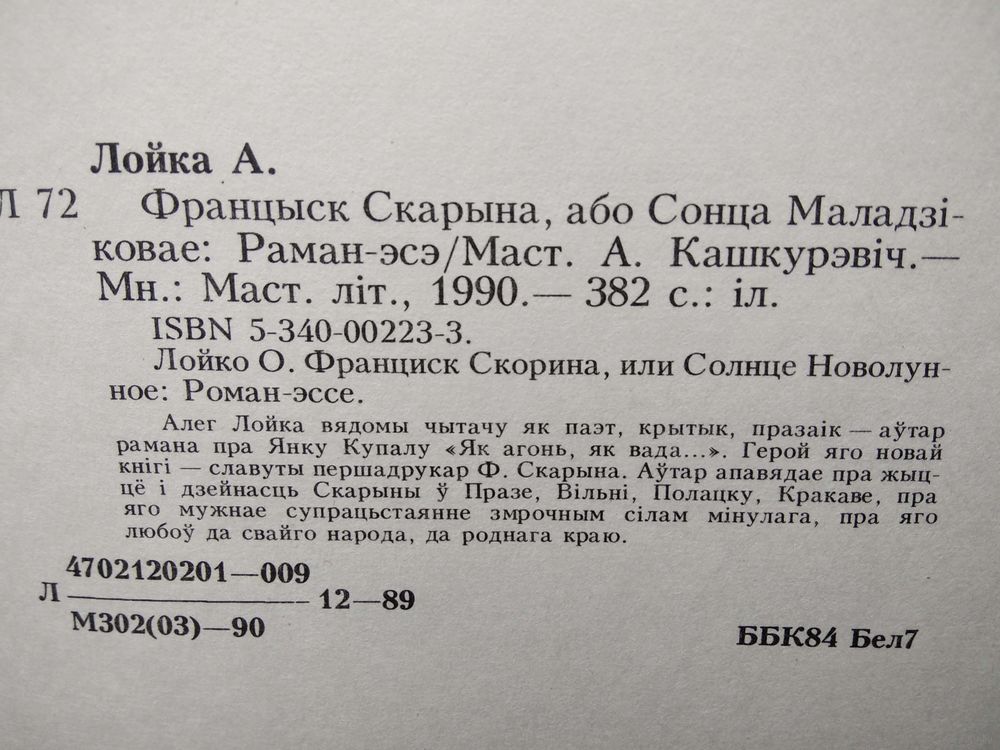 Лойка А.
Л 72 Францыск Скарына, або Сонца Маладзі-
ковае: Раман-эсэ/Маст. А. Кашкурэвіч.—
Мн.: Маст. літ., 1990.— 382 с.: іл.
ISBN 5-340-00223-3.
Лойко О. Франциск Скорина, или Солнце Новолун-
ное: Роман-эссе.
Алег Лойка вядомы чытачу як паэт, крытык, празаік — аўтар
рамана пра Янку Купалу «Як агонь, як вада...». Герой яго новай
кнігі — славуты першадрукар Ф. Скарына. Аўтар апавядае пра жыц-
цё і дзейнасць Скарыны ў Празе, Вільні, Полацку, Кракаве, пра
яго мужнае супрацьстаянне змрочным сілам мінулага, пра яго
любоў да свайго народа, да роднага краю.
4702120201—009
Л 12—89
М302(03)—90
ББК84 Бел7